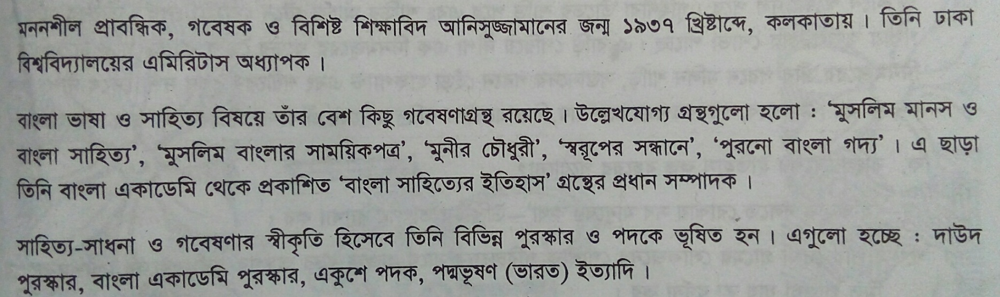 মননশীল প্রাবন্ধিক, গবেষক ও বিশিষ্ট শিক্ষাবিদ আনিসুজ্জামানের জন্ম ১৯৩৭ খ্রিষ্টাব্দে, কলকাতায়। তিনি ঢাকা
বিশ্ববিদ্যালয়ের এমিরিটাস অধ্যাপক।
বাংলা ভাষা ও সাহিত্য বিষয়ে তাঁর বেশ কিছু গবেষণাগ্রন্থ রয়েছে। উল্লেখযোগ্য গ্রন্থগুলো হলো : ‘মুসলিম মানস ও
বাংলা সাহিত্য’, ‘মুসলিম বাংলার সাময়িকপত্র’, ‘মুনীর চৌধুরী’, ‘স্বরূপের সন্ধানে’, ‘পুরনো বাংলা গদ্য’। এ ছাড়া
তিনি বাংলা একাডেমি থেকে প্রকাশিত ‘বাংলা সাহিত্যের ইতিহাস’ গ্রন্থের প্রধান সম্পাদক।
সাহিত্য-সাধনা ও গবেষণার স্বীকৃতি হিসেবে তিনি বিভিন্ন পুরস্কার ও পদকে ভূষিত হন। এগুলো হচ্ছে : দাউদ
পুরস্কার, বাংলা একাডেমি পুরস্কার, একুশে পদক, পদ্মভূষণ (ভারত) ইত্যাদি।